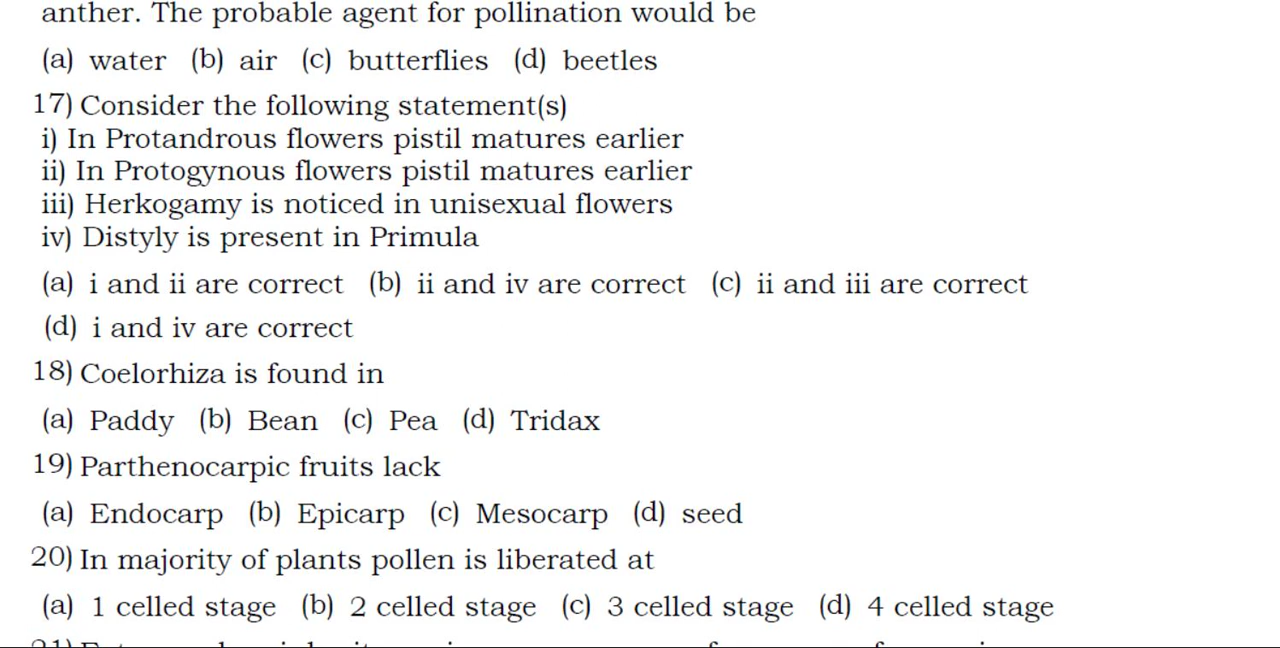 anther. The probable agent for pollination would be
(a) water (b) air (c) butterflies (d) beetles
17) Consider the following statement(s)
i) In Protandrous flowers pistil matures earlier
ii) In Protogynous flowers pistil matures earlier
iii) Herkogamy is noticed in unisexual flowers
iv) Distyly is present in Primula
(a) i and ii are correct (b) ii and iv are correct (c) ii and iii are correct
(d) i and iv are correct
18) Coelorhiza is found in
(a) Paddy (b) Bean (c) Pea (d) Tridax
19) Parthenocarpic fruits lack
(a) Endocarp (b) Epicarp (c) Mesocarp (d) seed
20) In majority of plants pollen is liberated at
(a) 1 celled stage (b) 2 celled stage (c) 3 celled stage (d) 4 celled stage